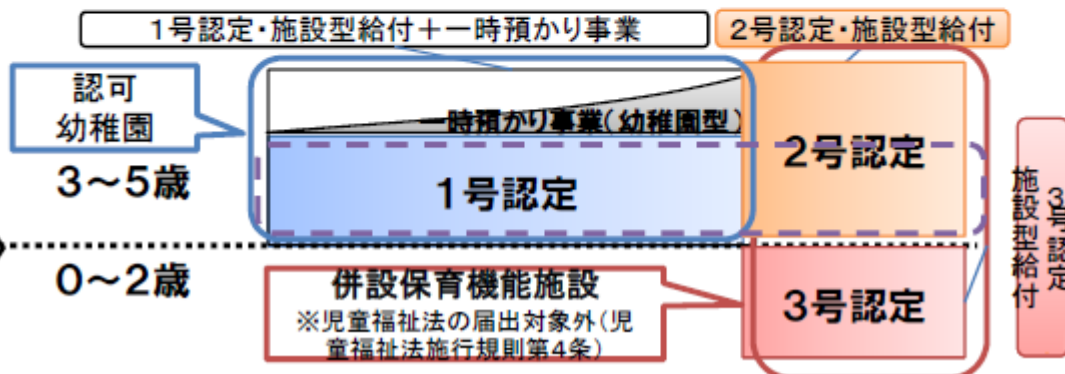 1号認定・施設型給付+一時預かり事業
2号認定・施設型給付
認可
幼稚園
一時預かり事業(幼稚園型)
3～5歳
1号認定
2号認定
0～2歳
併設保育機能施設
※児童福祉法の届出対象外(児
童福祉法施行規則第4条)
3号認定
3号認定
施設型給付